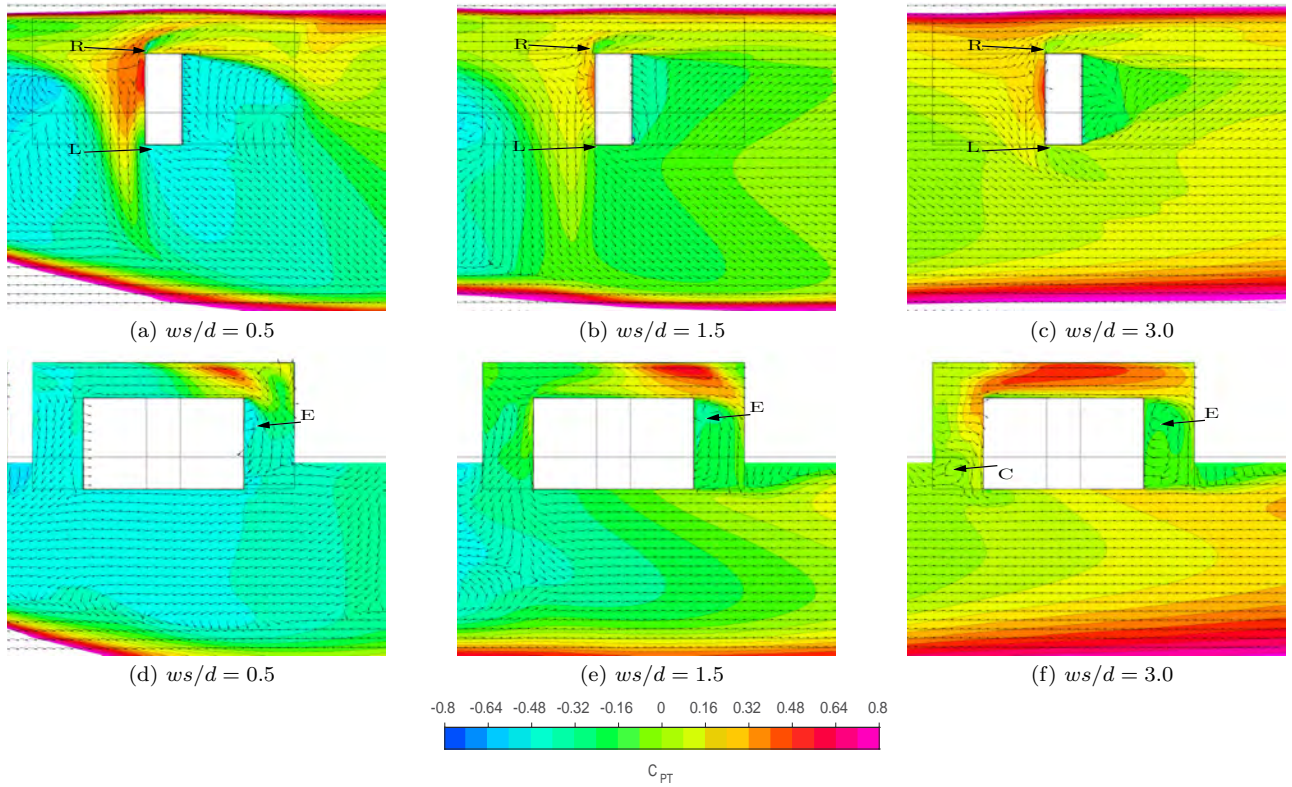 R
R
R
L
L
L
(a) ws/d = 0.5
(b) ws/d = 1.5
(c) ws/d = 3.0
E
E
E
C
(d) ws/d = 0.5
(e) ws/d = 1.5
(f) ws/d = 3.0
-0.8 -0.64 -0.48 -0.32 -0.16 0 0.16 0.32 0.48 0.64 0.8
C_PT